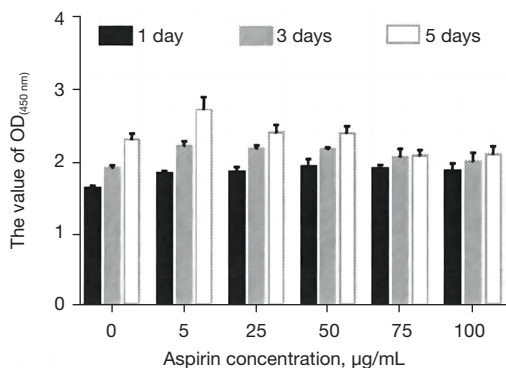 4
1 day 3 days 5 days
3
2
1
0
The value of OD(450 nm)
0 5 25 50 75 100
Aspirin concentration, μg/mL